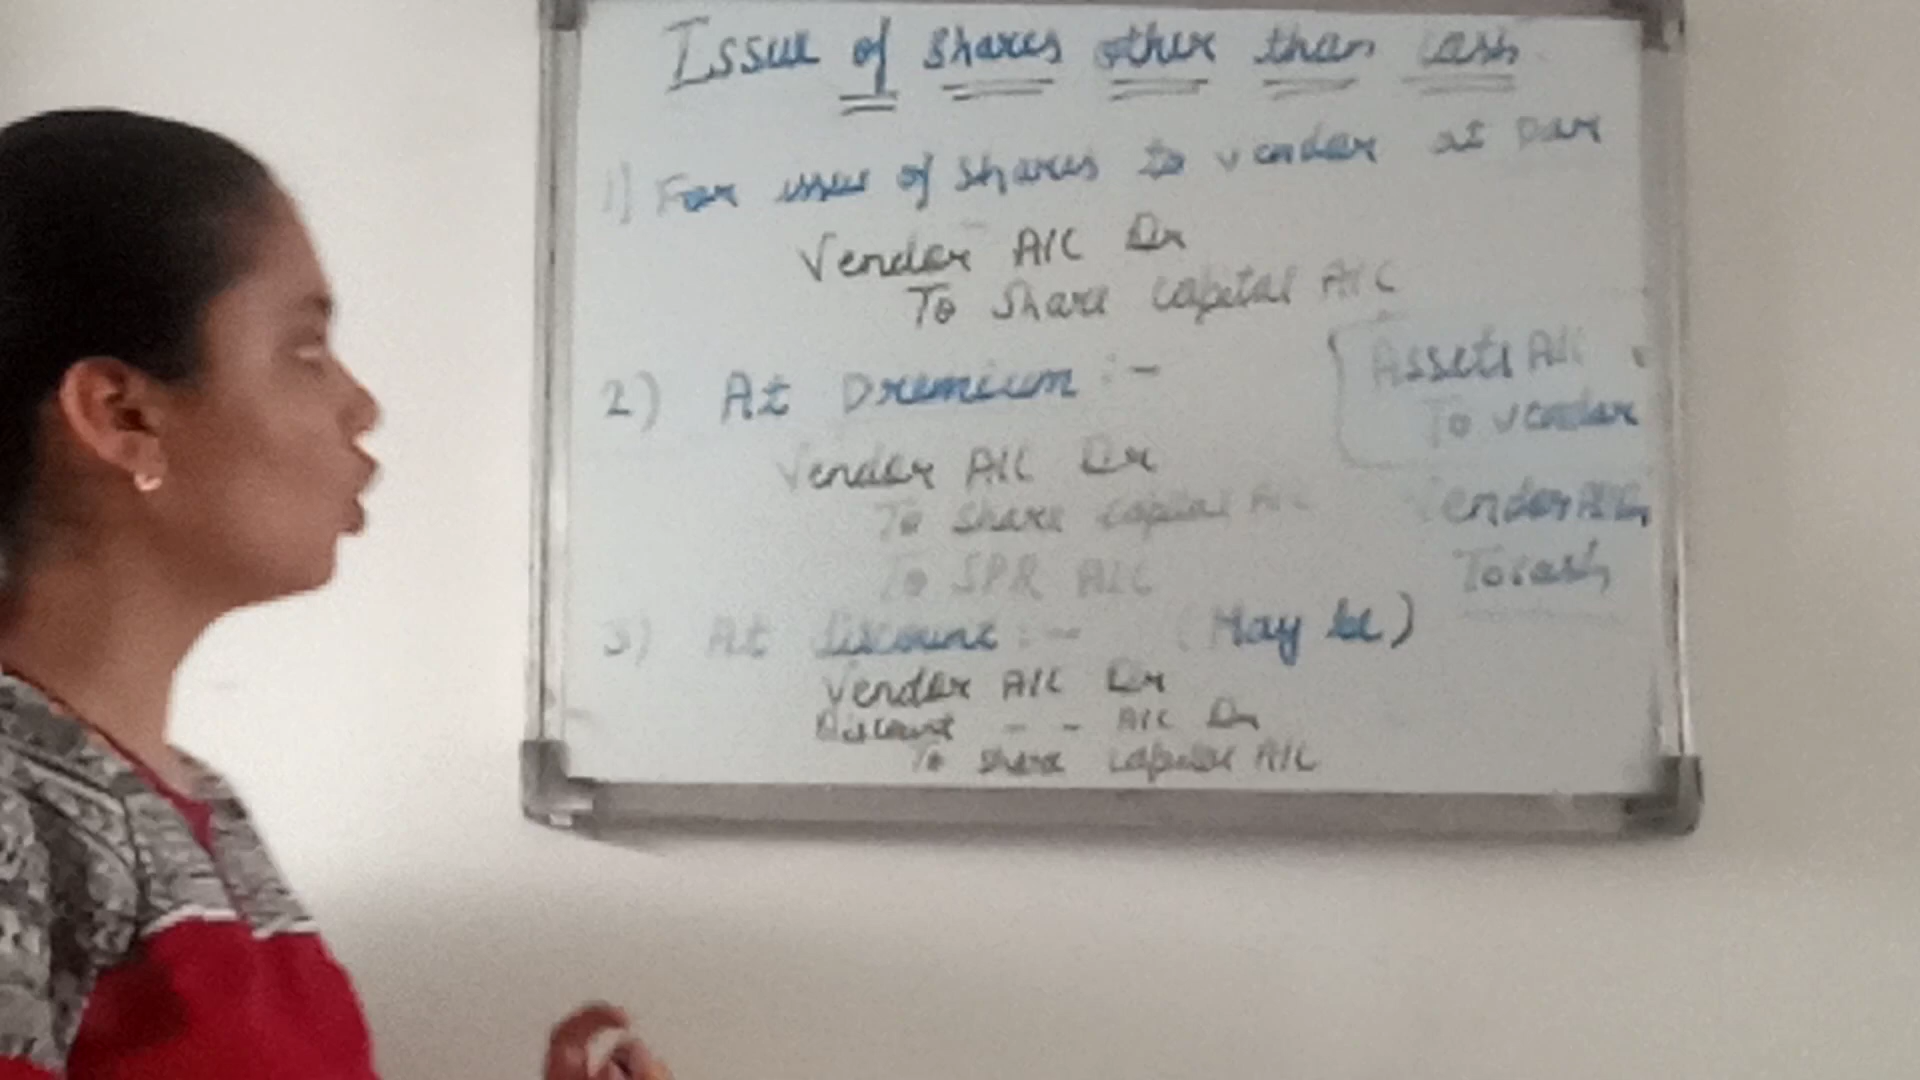 Issue of shares other than cash
1) For issue of shares to vendor at par
Vendor A/C Dr
To Share capital A/C
2) At Premium :-
Vendor A/C Dr
To Share capital A/C
To SPR A/C
3) At discount :- (May be)
Vendor A/C Dr
Discount - - A/C Dr
To share capital A/C
Assets A/C
To vendor
Vendor A/C Dr
To cash